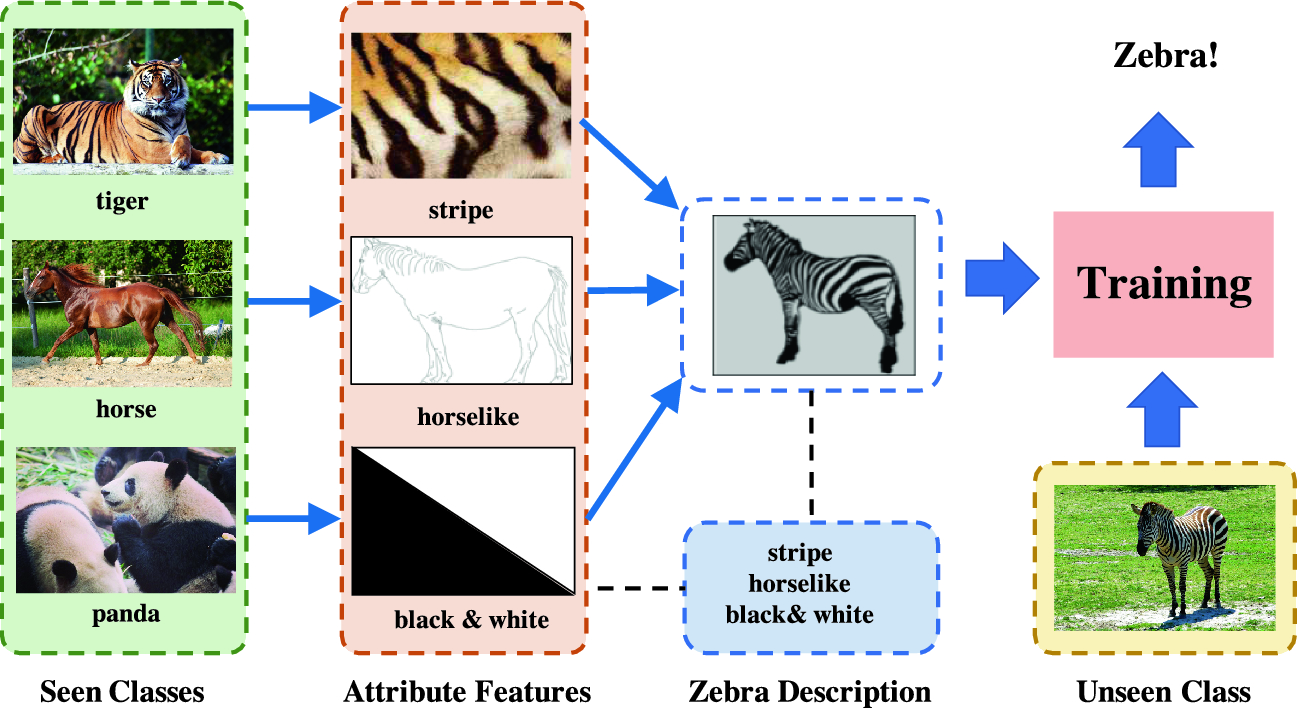 tiger
horse
panda
Seen Classes
stripe
horselike
black & white
Attribute Features
stripe
horselike
black& white
Zebra Description
Zebra!
Training
Unseen Class